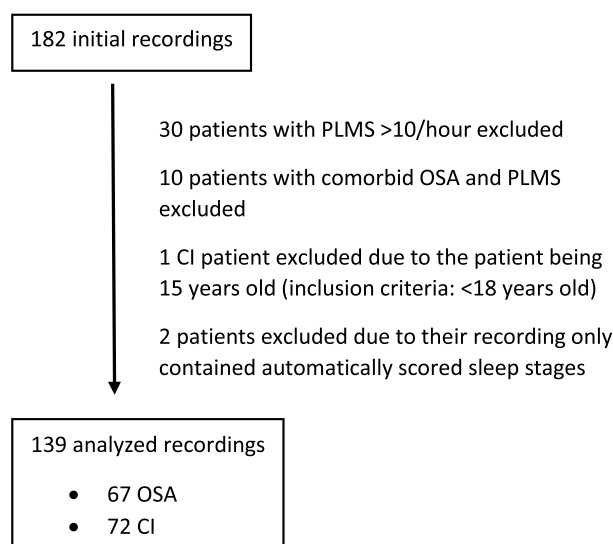 182 initial recordings
30 patients with PLMS >10/hour excluded
10 patients with comorbid OSA and PLMS
excluded
1 CI patient excluded due to the patient being
15 years old (inclusion criteria: <18 years old)
2 patients excluded due to their recording only
contained automatically scored sleep stages
139 analyzed recordings
• 67 OSA
• 72 CI